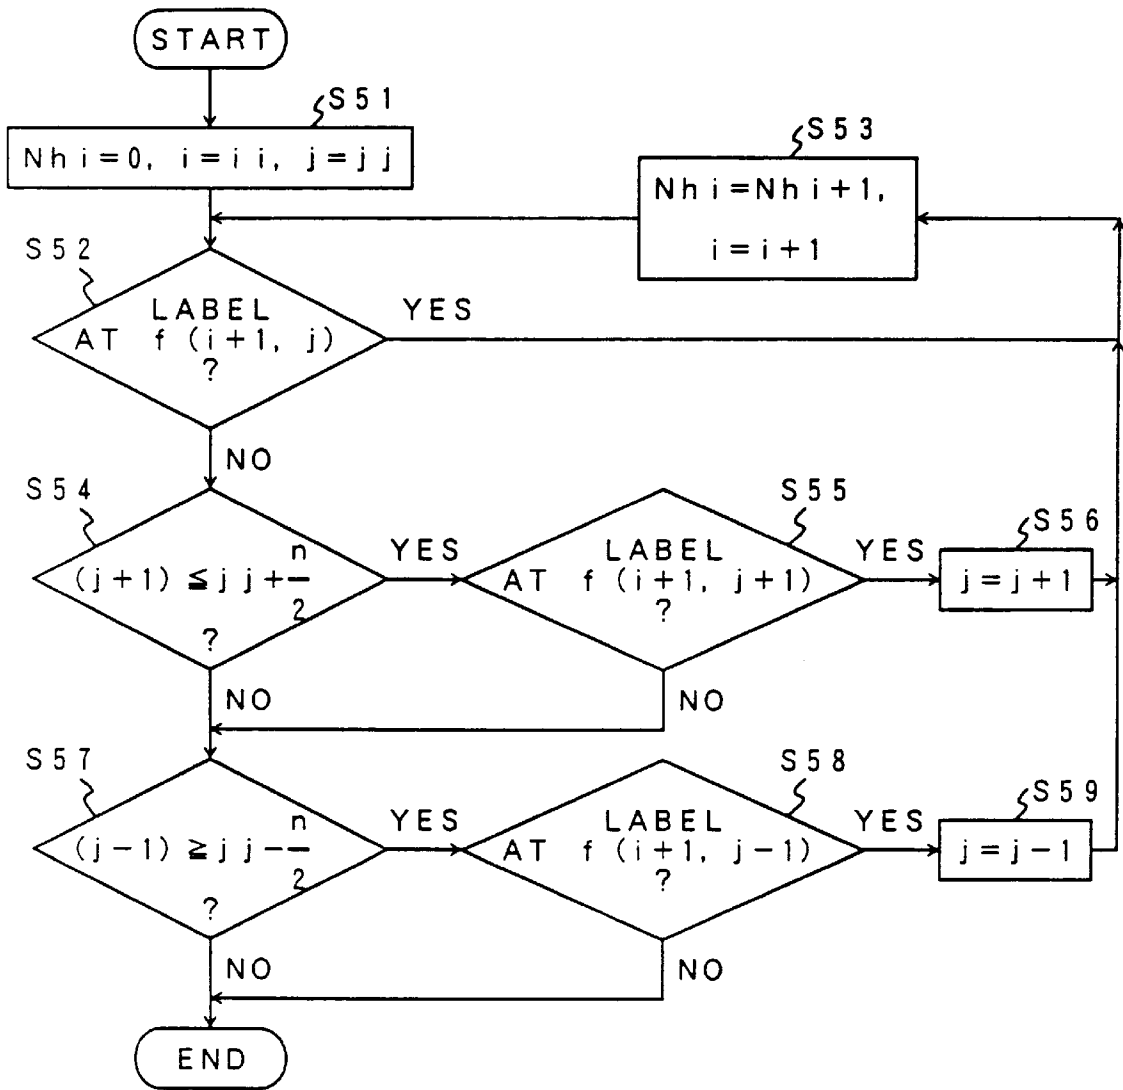 START
S51
Nhi=0, i=ii, j=jj
S53
Nhi=Nhi+1,
i=i+1
S52
LABEL
AT f(i+1, j)
?
YES
NO
S54
(j+1)≦jj+n/2
?
YES
S55
LABEL
AT f(i+1, j+1)
?
YES
S56
j=j+1
NO
NO
S57
(j-1)≧jj-n/2
?
YES
S58
LABEL
AT f(i+1, j-1)
?
YES
S59
j=j-1
NO
NO
END